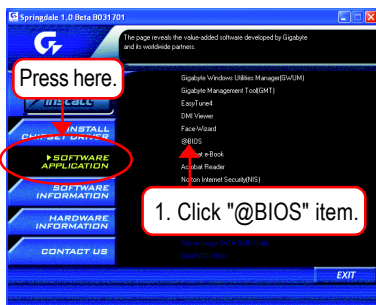 Springdale 1.0 Beta B031701
The page reveals the value-added software developed by Gigabyte
and its worldwide partners.
Press here.
INSTALL
CHIPSET DRIVER
SOFTWARE
APPLICATION
SOFTWARE
INFORMATION
HARDWARE
INFORMATION
CONTACT US
Gigabyte Windows Utilities Manager(GWUM)
Gigabyte Management Tool(GMT)
EasyTune4
DMI Viewer
Face-Wizard
@BIOS
e-Book
Acrobat Reader
Norton Internet Security(NIS)
1. Click "@BIOS" item.
EXIT